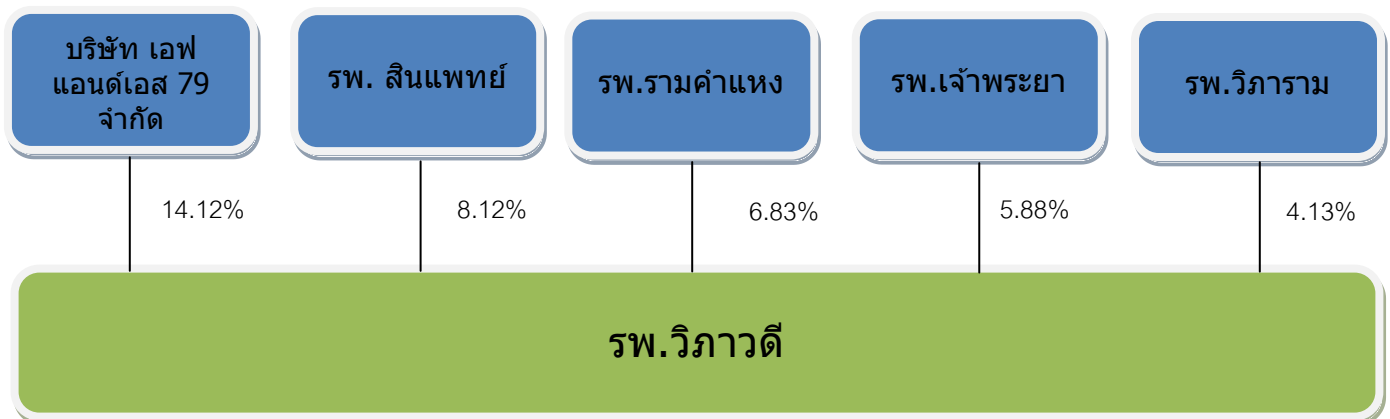 บริษัท เอฟ
แอนด์เอส 79
จำกัด
รพ. สินแพทย์
รพ.รามคำแหง
รพ.เจ้าพระยา
รพ.วิภาราม
14.12%
8.12%
6.83%
5.88%
4.13%
รพ.วิภาวดี